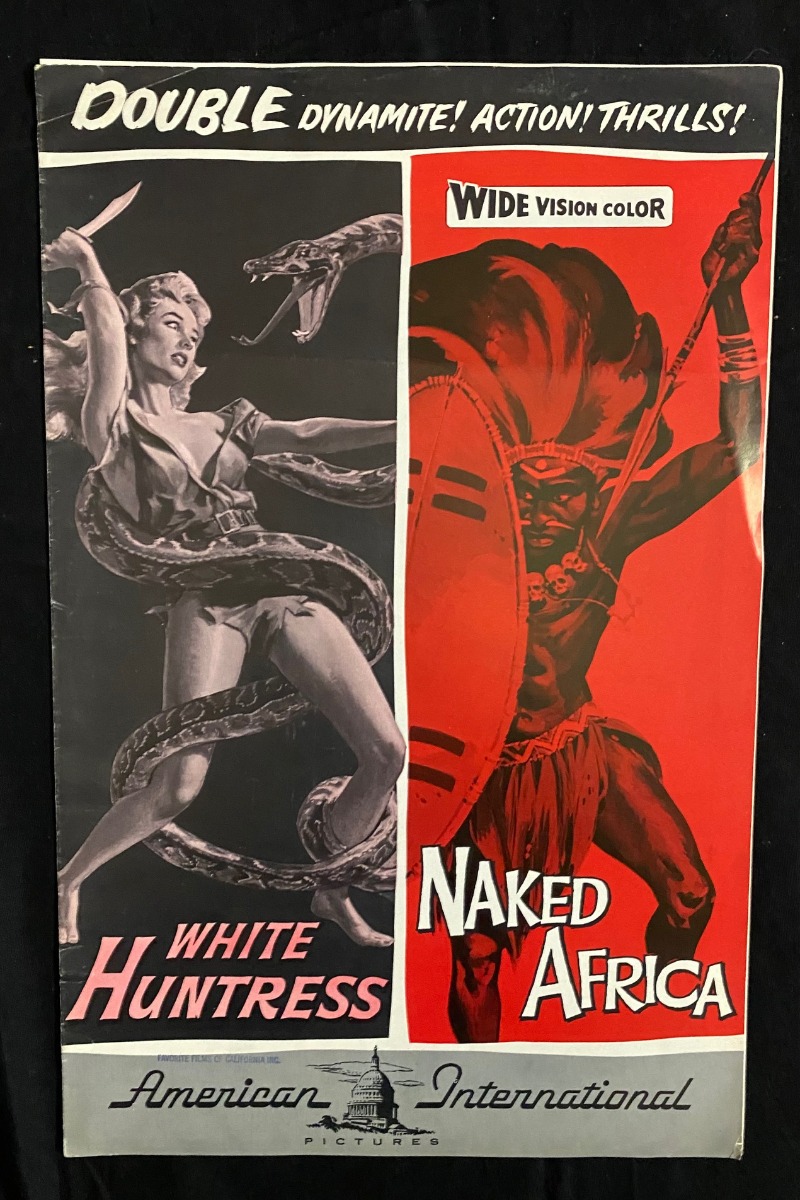 DOUBLE DYNAMITE! ACTION! THRILLS!
WIDE VISION COLOR
WHITE
HUNTRESS
NAKED
AFRICA
FAVORITE FILMS OF CALIFORNIA INC.
American International
PICTURES